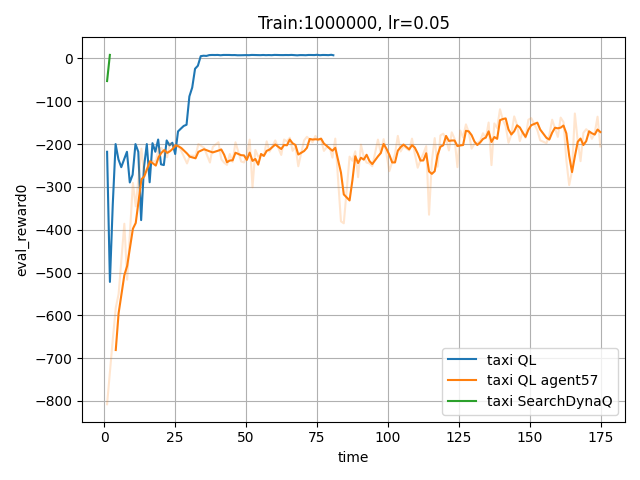 Train:1000000, lr=0.05
eval_reward0
0
−100
−200
−300
−400
−500
−600
−700
−800
taxi QL
taxi QL agent57
taxi SearchDynaQ
0 25 50 75 100 125 150 175
time